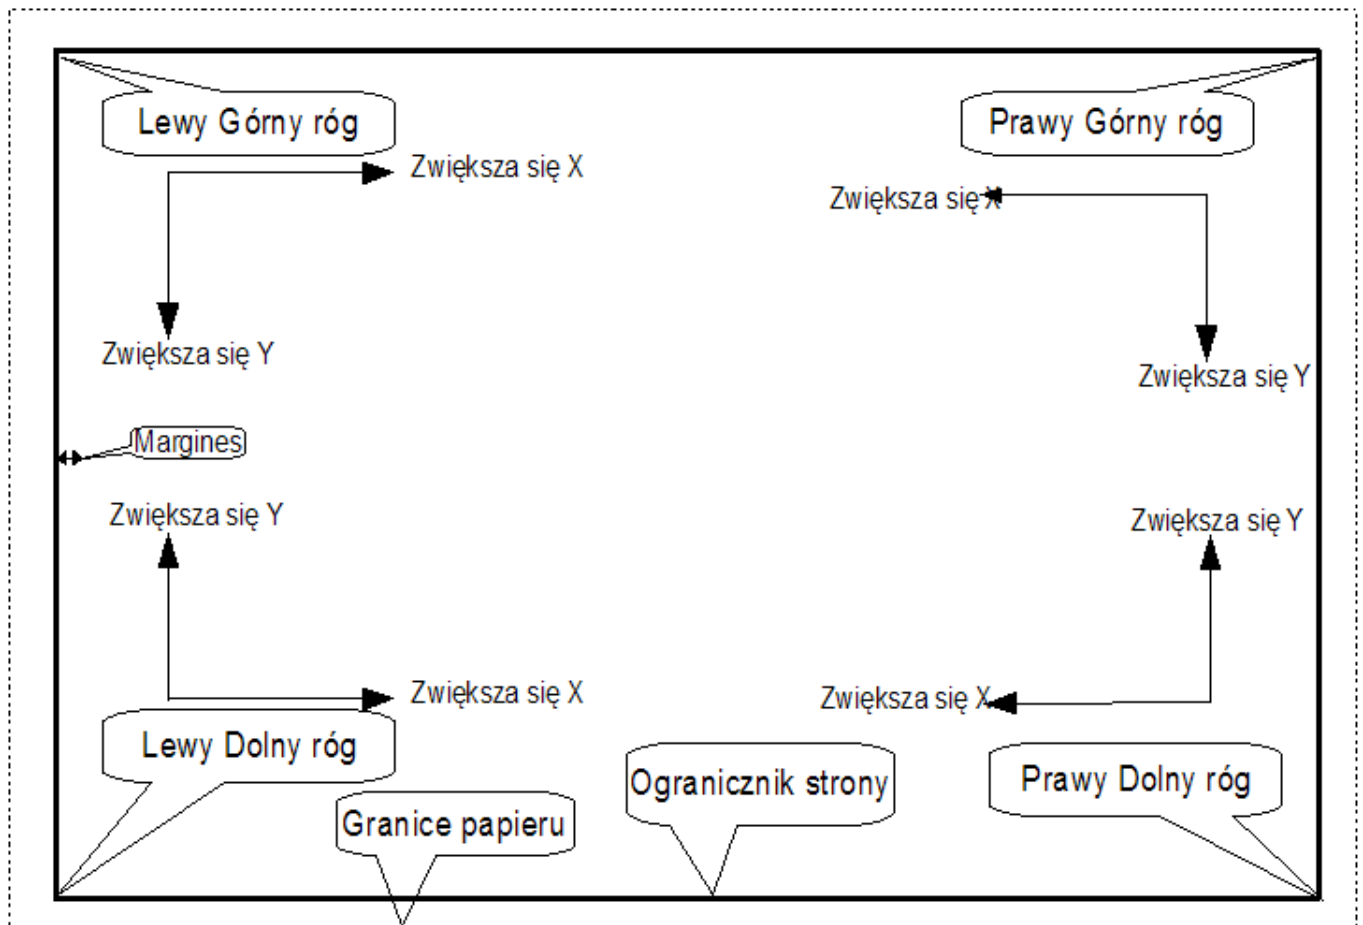 Lewy Górny róg
Prawy Górny róg
Zwiększa się X
Zwiększa się X
Zwiększa się Y
Zwiększa się Y
Margines
Zwiększa się Y
Zwiększa się Y
Zwiększa się X
Zwiększa się X
Lewy Dolny róg
Ogranicznik strony
Prawy Dolny róg
Granice papieru